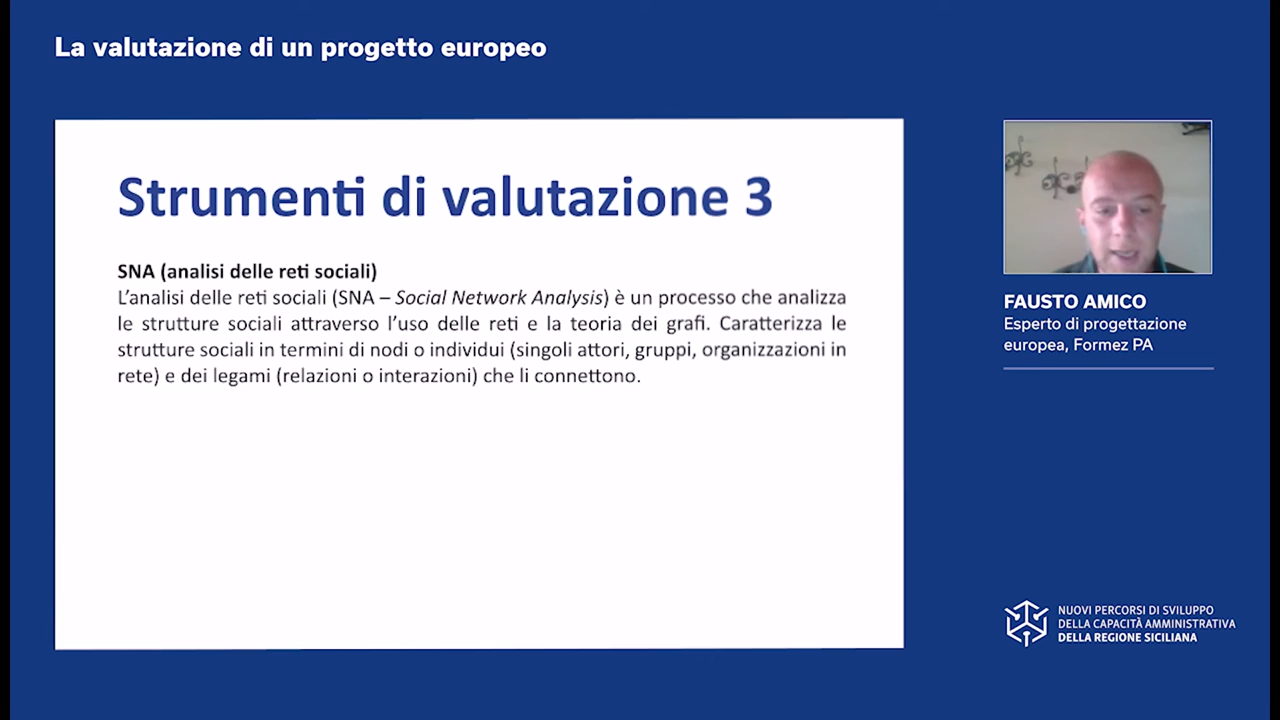 La valutazione di un progetto europeo
Strumenti di valutazione 3
SNA (analisi delle reti sociali)
L’analisi delle reti sociali (SNA – Social Network Analysis) è un processo che analizza
le strutture sociali attraverso l’uso delle reti e la teoria dei grafi. Caratterizza le
strutture sociali in termini di nodi o individui (singoli attori, gruppi, organizzazioni in
rete) e dei legami (relazioni o interazioni) che li connettono.
FAUSTO AMICO
Esperto di progettazione
europea, Formez PA
NUOVI PERCORSI DI SVILUPPO
DELLA CAPACITÀ AMMINISTRATIVA
DELLA REGIONE SICILIANA